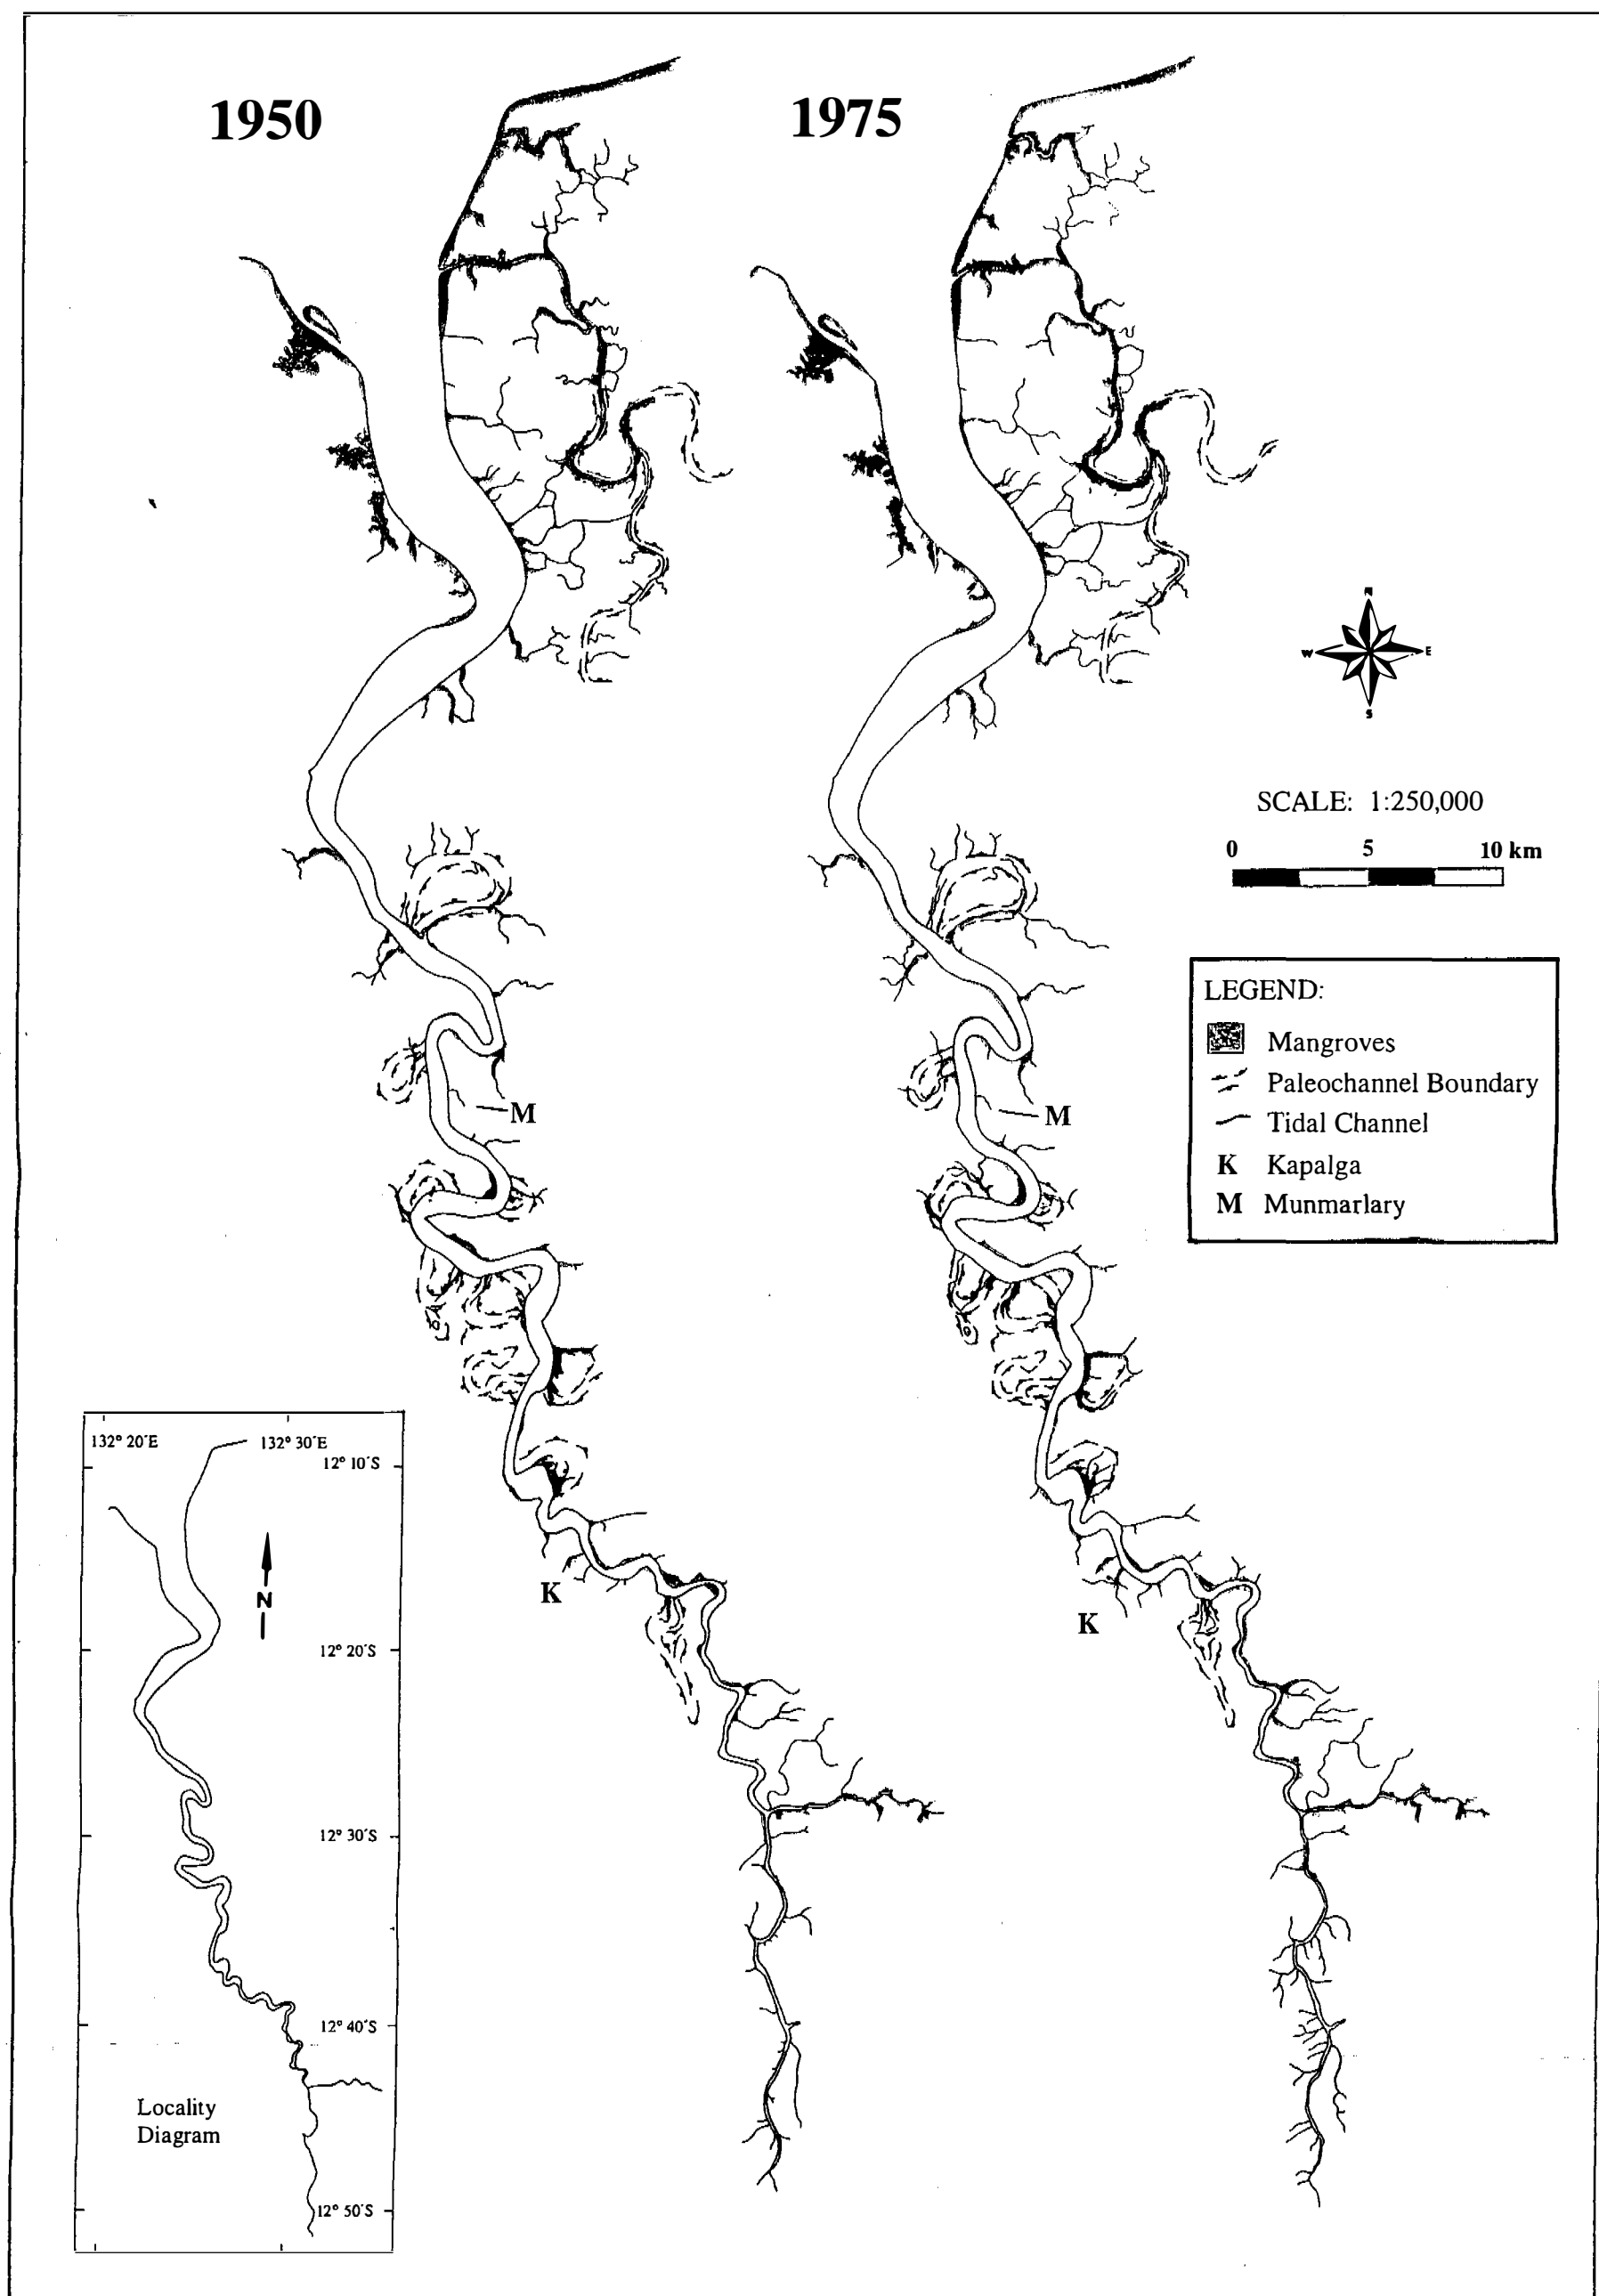 1950
1975
N
W
E
S
SCALE: 1:250,000
0 5 10 km
LEGEND:
Mangroves
Paleochannel Boundary
Tidal Channel
K Kapalga
M Munmarlary
M
M
K
K
132° 20'E
132° 30'E
12° 10'S
N
12° 20'S
12° 30'S
12° 40'S
Locality
Diagram
12° 50'S